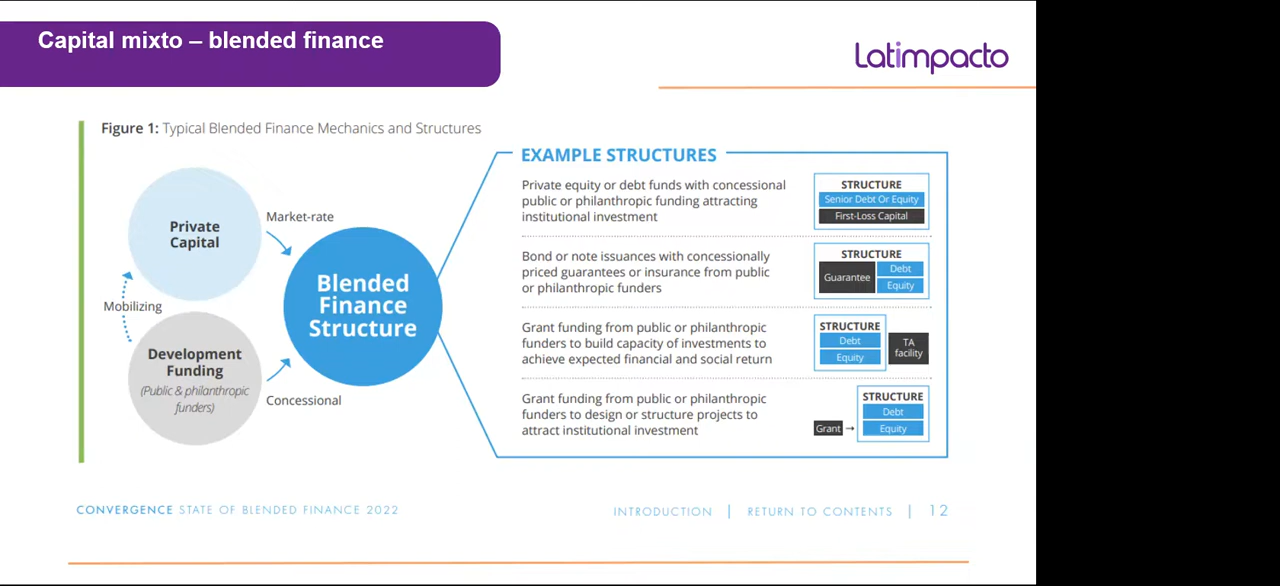 Capital mixto – blended finance
Latimpacto
Figure 1: Typical Blended Finance Mechanics and Structures
Private
Capital
Market-rate
Mobilizing
Blended
Finance
Structure
Development
Funding
(Public & philanthropic
funders)
Concessional
EXAMPLE STRUCTURES
Private equity or debt funds with concessional
public or philanthropic funding attracting
institutional investment
STRUCTURE
Senior Debt Or Equity
First-Loss Capital
Bond or note issuances with concessionally
priced guarantees or insurance from public
or philanthropic funders
STRUCTURE
Guarantee
Debt
Equity
Grant funding from public or philanthropic
funders to build capacity of investments to
achieve expected financial and social return
STRUCTURE
Debt
Equity
TA
facility
Grant funding from public or philanthropic
funders to design or structure projects to
attract institutional investment
STRUCTURE
Debt
Grant →
Equity
CONVERGENCE STATE OF BLENDED FINANCE 2022
INTRODUCTION | RETURN TO CONTENTS | 12